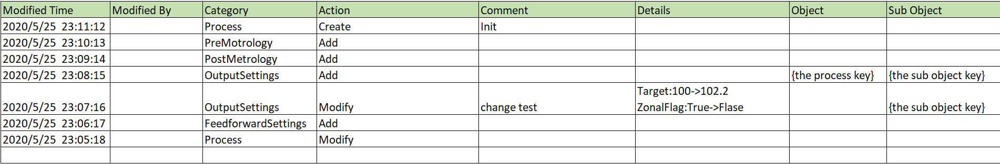 Modified Time Modified By Category Action Comment Details Object Sub Object
2020/5/25 23:11:12 Process Create Init
2020/5/25 23:10:13 PreMotrology Add
2020/5/25 23:09:14 PostMetrology Add
2020/5/25 23:08:15 OutputSettings Add {the process key} {the sub object key}
Target:100->102.2
2020/5/25 23:07:16 OutputSettings Modify change test ZonalFlag:True->Flase {the sub object key}
2020/5/25 23:06:17 FeedforwardSettings Add
2020/5/25 23:05:18 Process Modify